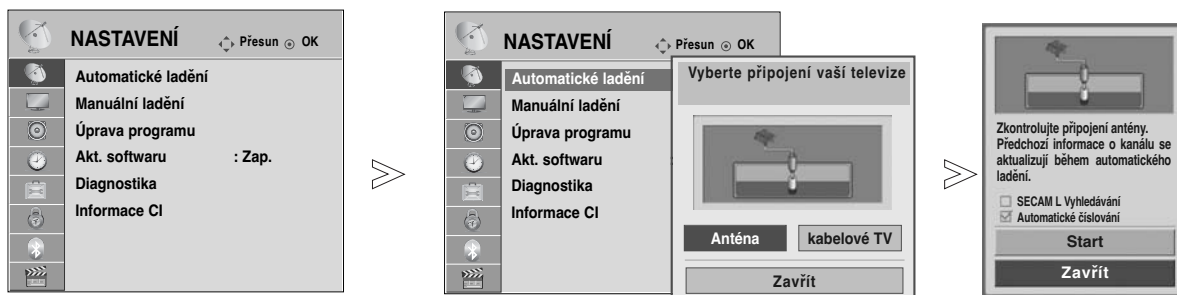 NASTAVENÍ Přesun OK
Automatické ladění
Manuální ladění
Úprava programu
Akt. softwaru : Zap.
Diagnostika
Informace CI
NASTAVENÍ Přesun OK
Automatické ladění
Manuální ladění
Úprava programu
Akt. softwaru
Diagnostika
Informace CI
Vyberte připojení vaší televize
Anténa kabelové TV
Zavřít
Zkontrolujte připojení antény.
Předchozí informace o kanálu se
aktualizují během automatického
ladění.
SECAM L Vyhledávání
Automatické číslování
Start
Zavřít